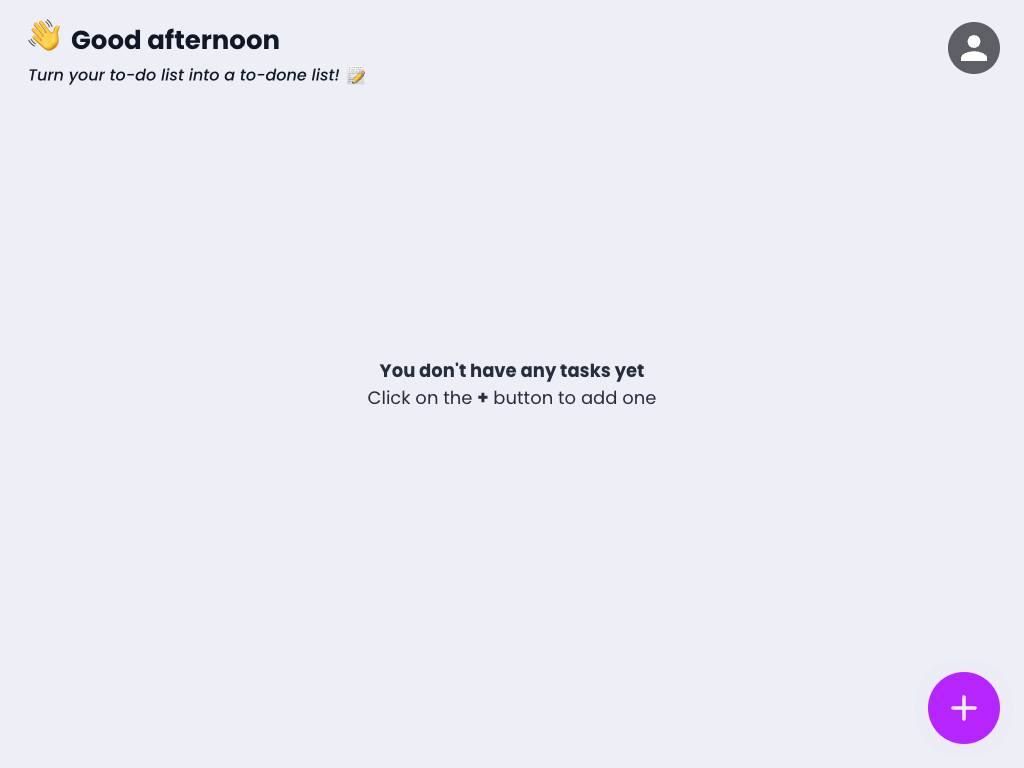 👋 Good afternoon
Turn your to-do list into a to-done list! 📝
You don't have any tasks yet
Click on the + button to add one